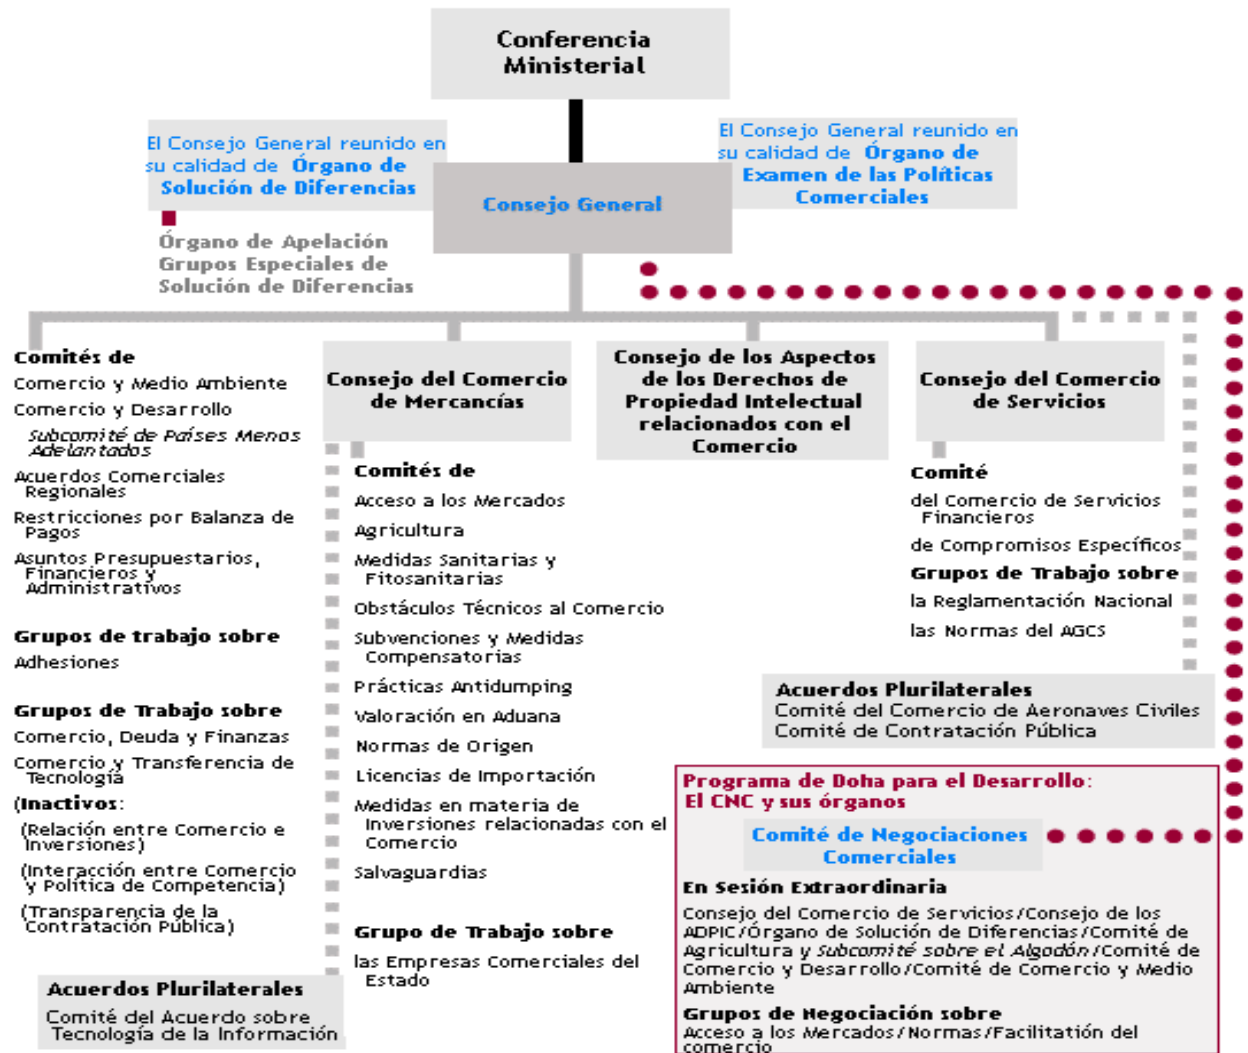 Conferencia
Ministerial
El Consejo General reunido en
su calidad de Órgano de
Solución de Diferencias
El Consejo General reunido en
su calidad de Órgano de
Examen de las Políticas
Comerciales
Consejo General
Órgano de Apelación
Grupos Especiales de
Solución de Diferencias
Comités de
Comercio y Medio Ambiente
Comercio y Desarrollo
Subcomité de Países Menos
Adelantados
Acuerdos Comerciales
Regionales
Restricciones por Balanza de
Pagos
Asuntos Presupuestarios,
Financieros y
Administrativos
Grupos de trabajo sobre
Adhesiones
Grupos de Trabajo sobre
Comercio, Deuda y Finanzas
Comercio y Transferencia de
Tecnología
(Inactivos:
(Relación entre Comercio e
Inversiones)
(Interacción entre Comercio
y Política de Competencia)
(Transparencia de la
Contratación Pública)
Acuerdos Plurilaterales
Comité del Acuerdo sobre
Tecnología de la Información
Consejo del Comercio
de Mercancías
Comités de
Acceso a los Mercados
Agricultura
Medidas Sanitarias y
Fitosanitarias
Obstáculos Técnicos al Comercio
Subvenciones y Medidas
Compensatorias
Prácticas Antidumping
Valoración en Aduana
Normas de Origen
Licencias de Importación
Medidas en materia de
Inversiones relacionadas con el
Comercio
Salvaguardias
Grupo de Trabajo sobre
las Empresas Comerciales del
Estado
Consejo de los Aspectos
de los Derechos de
Propiedad Intelectual
relacionados con el
Comercio
Consejo del Comercio
de Servicios
Comité
del Comercio de Servicios
Financieros
de Compromisos Específicos
Grupos de Trabajo sobre
la Reglamentación Nacional
las Normas del AGCS
Acuerdos Plurilaterales
Comité del Comercio de Aeronaves Civiles
Comité de Contratación Pública
Programa de Doha para el Desarrollo:
El CNC y sus órganos
Comité de Negociaciones
Comerciales
En Sesión Extraordinaria
Consejo del Comercio de Servicios/Consejo de los
ADPIC/Órgano de Solución de Diferencias/Comité de
Agricultura y Subcomité sobre el Algodón/Comité de
Comercio y Desarrollo/Comité de Comercio y Medio
Ambiente
Grupos de Negociación sobre
Acceso a los Mercados/Normas/Facilitatión del
comercio